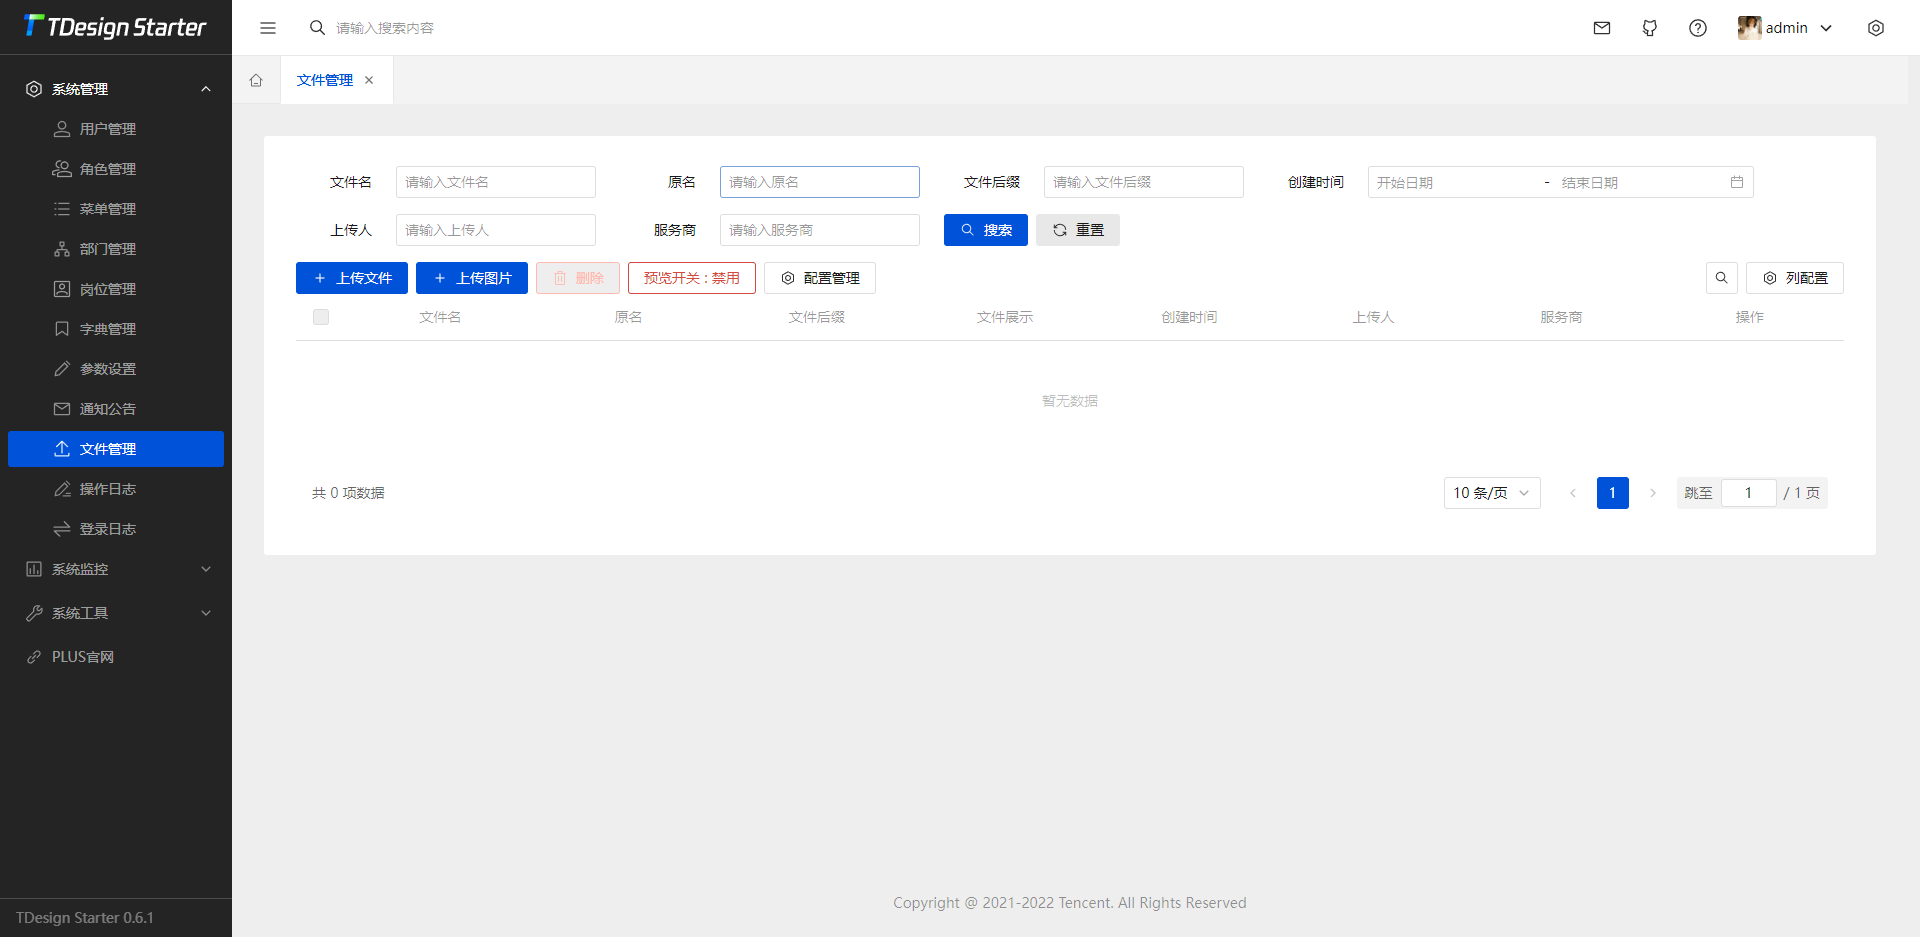 TDesign Starter
请输入搜索内容
admin
系统管理
用户管理
角色管理
菜单管理
部门管理
岗位管理
字典管理
参数设置
通知公告
文件管理
操作日志
登录日志
系统监控
系统工具
PLUS官网
TDesign Starter 0.6.1
文件管理
文件名 请输入文件名 原名 请输入原名 文件后缀 请输入文件后缀 创建时间 开始日期 - 结束日期
上传人 请输入上传人 服务商 请输入服务商 搜索 重置
上传文件 上传图片 删除 预览开关 : 禁用 配置管理 列配置
文件名 原名 文件后缀 文件展示 创建时间 上传人 服务商 操作
暂无数据
共 0 项数据 10 条/页 1 跳至 1 / 1 页
Copyright @ 2021-2022 Tencent. All Rights Reserved